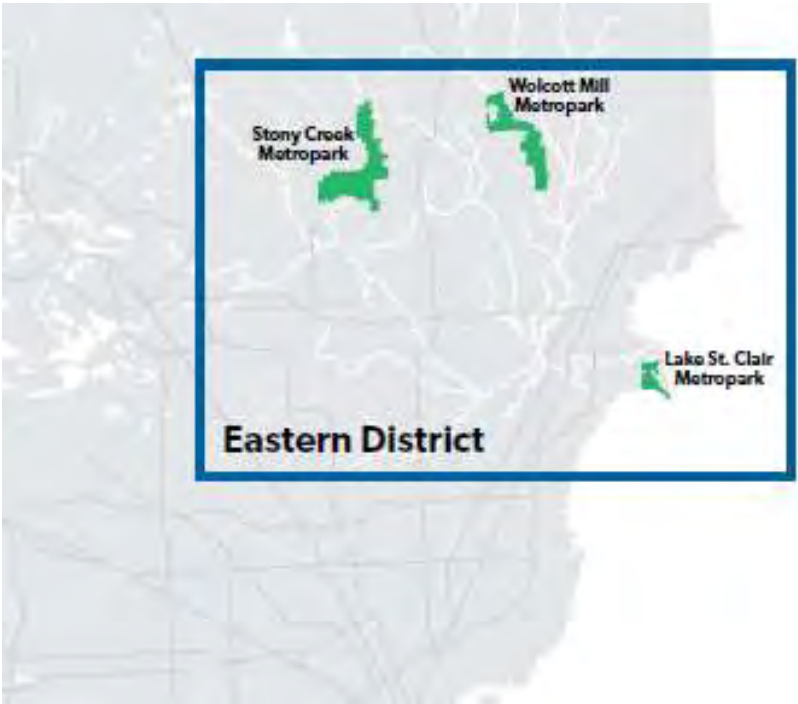 Wolcott Mill
Metropark
Stony Creek
Metropark
Lake St. Clair
Metropark
Eastern District